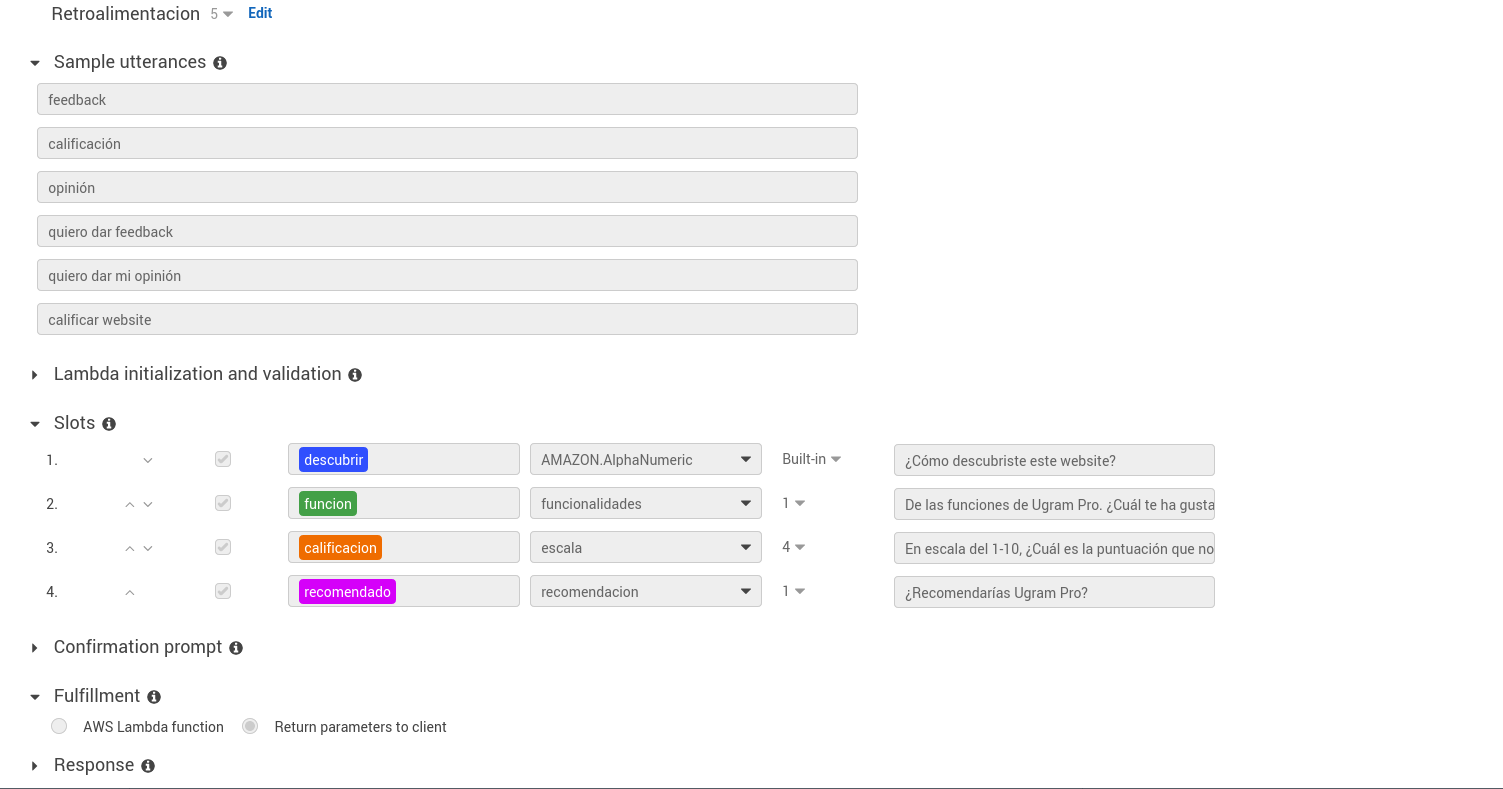 Retroalimentacion 5 Edit
Sample utterances
feedback
calificación
opinión
quiero dar feedback
quiero dar mi opinión
calificar website
Lambda initialization and validation
Slots
1. descubrir AMAZON.AlphaNumeric Built-in ¿Cómo descubriste este website?
2. funcion funcionalidades 1 De las funciones de Ugram Pro. ¿Cuál te ha gusta
3. calificacion escala 4 En escala del 1-10, ¿Cuál es la puntuación que no
4. recomendado recomendacion 1 ¿Recomendarías Ugram Pro?
Confirmation prompt
Fulfillment
AWS Lambda function Return parameters to client
Response